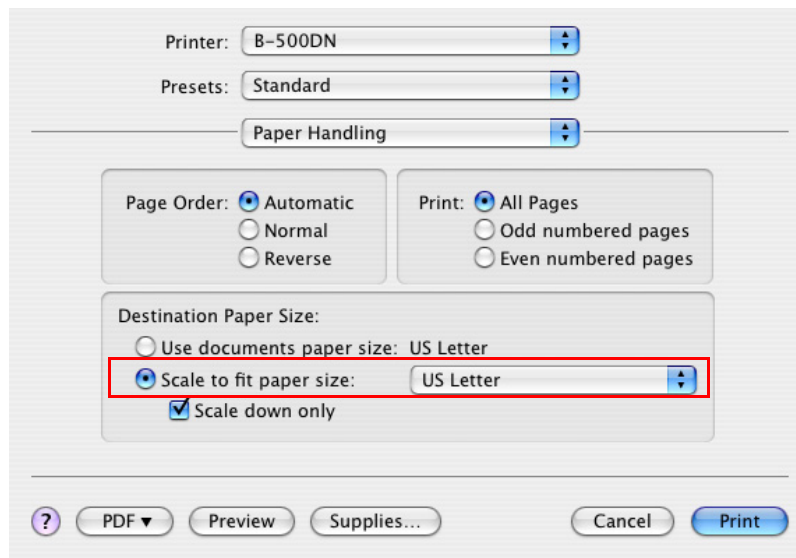 Printer: B-500DN
Presets: Standard
Paper Handling
Page Order: Automatic
Normal
Reverse
Print: All Pages
Odd numbered pages
Even numbered pages
Destination Paper Size:
Use documents paper size: US Letter
Scale to fit paper size: US Letter
Scale down only
? PDF▼ Preview Supplies... Cancel Print